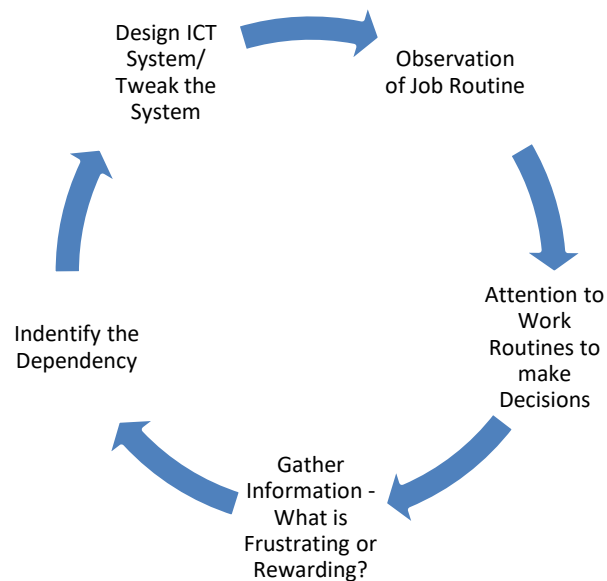 Design ICT
System/
Tweak the
System
Observation
of Job Routine
Attention to
Work
Routines to
make
Decisions
Gather
Information -
What is
Frustrating or
Rewarding?
Indentify the
Dependency